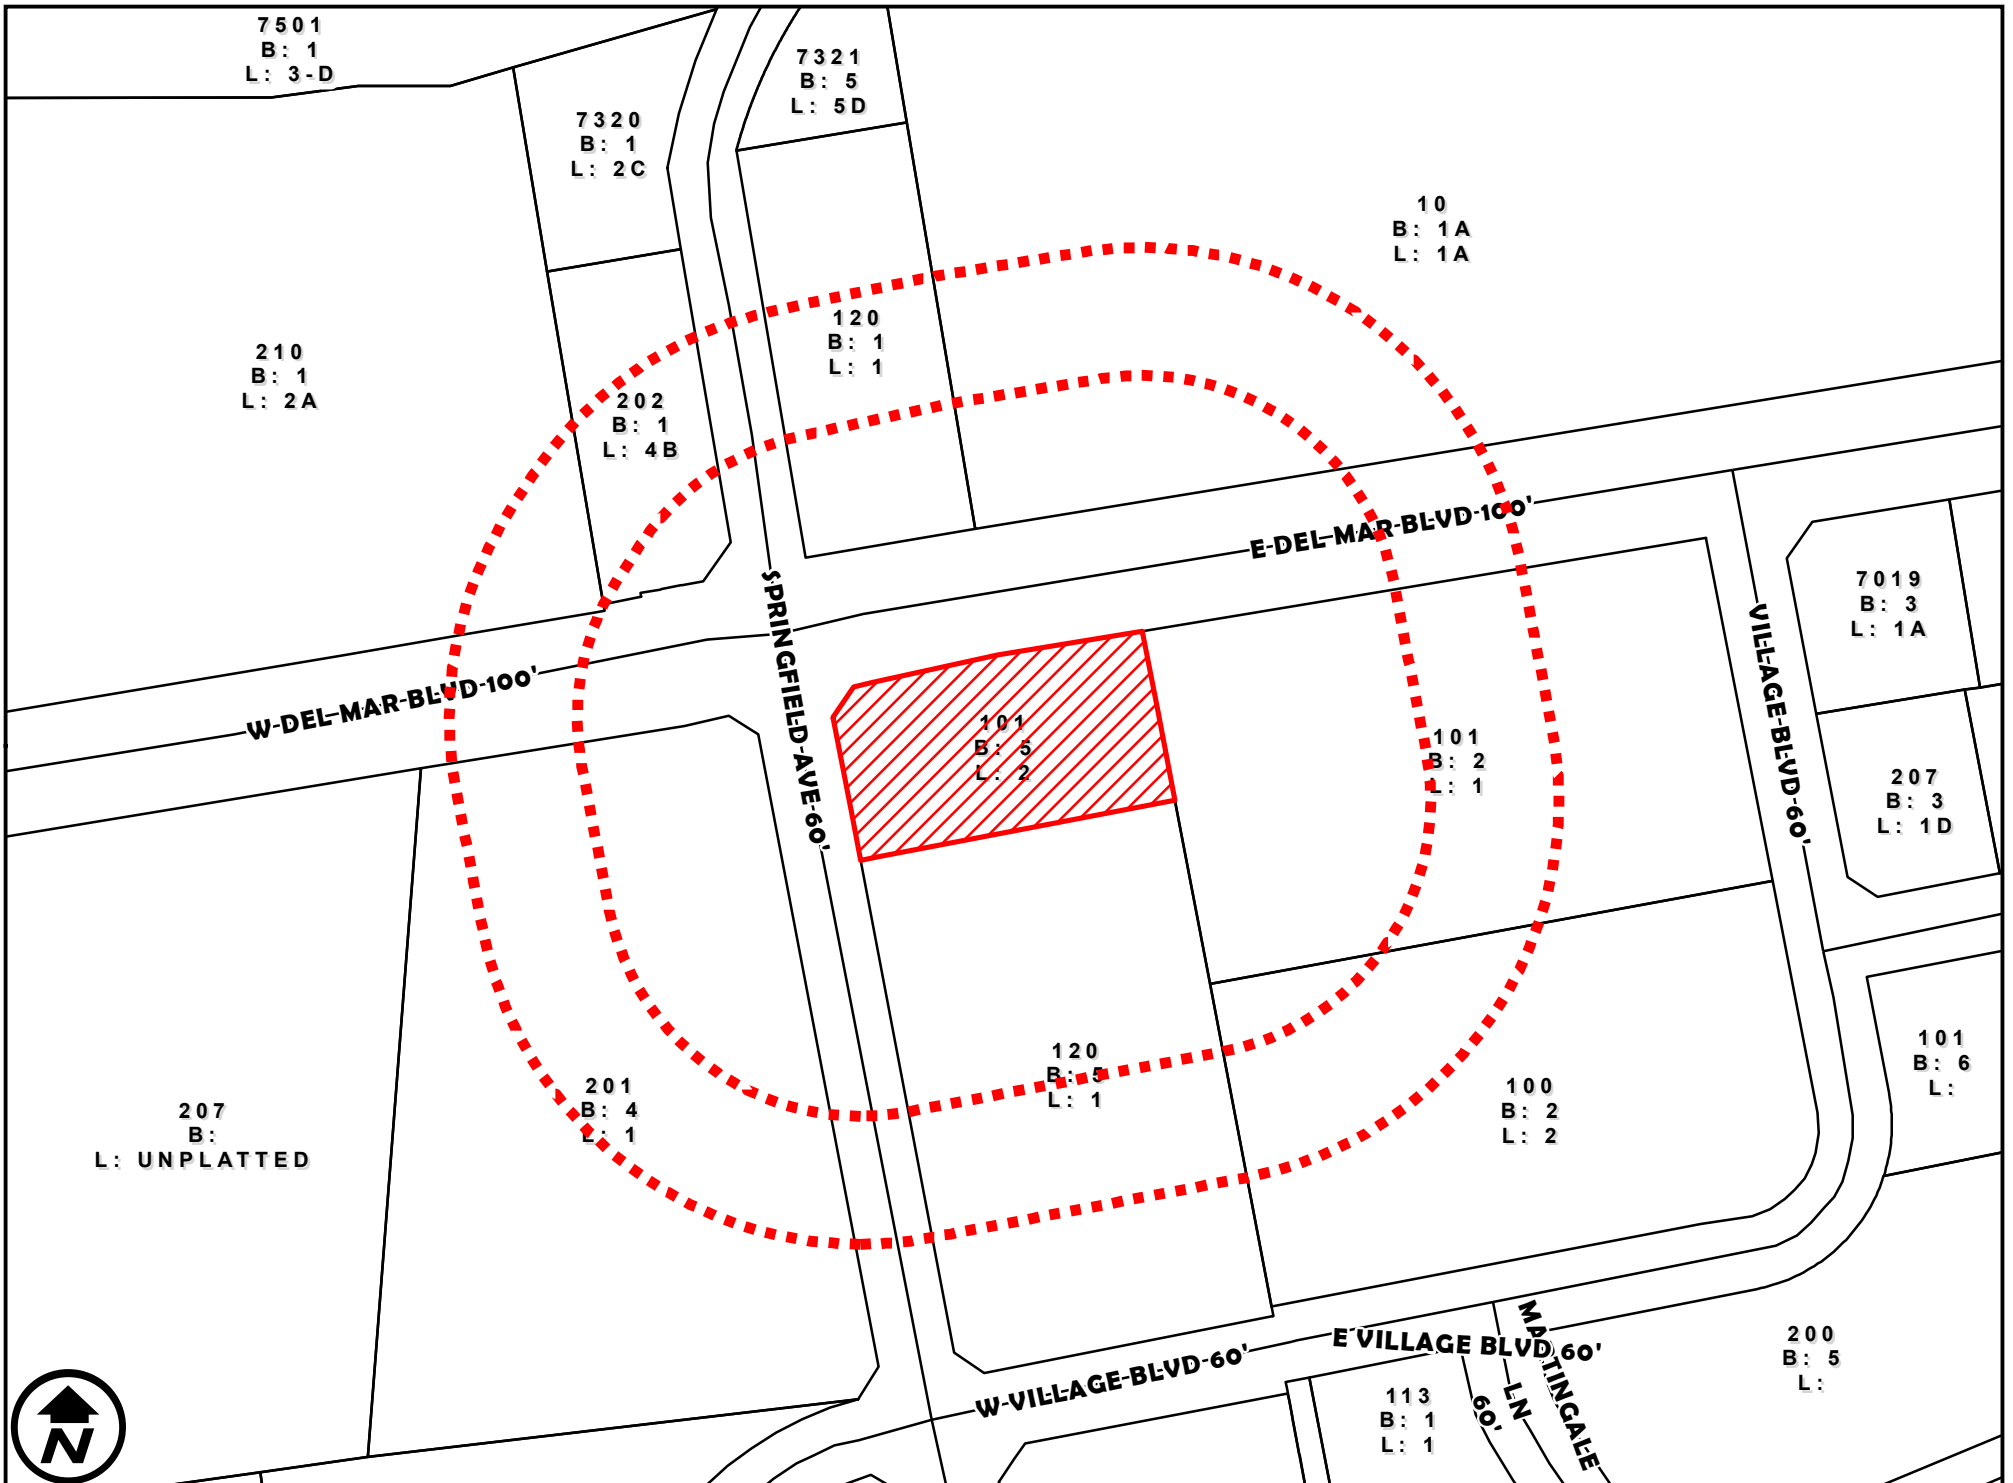 7501
B: 1
L: 3-D
7321
B: 5
L: 5D
7320
B: 1
L: 2C
10
B: 1A
L: 1A
120
B: 1
L: 1
210
B: 1
L: 2A
202
B: 1
L: 4B
E DEL MAR BLVD 100'
SPRINGFIELD AVE 60'
W DEL MAR BLVD 100'
7019
B: 3
L: 1A
VILLAGE BLVD 60'
101
B: 5
L: 2
101
B: 2
L: 1
207
B: 3
L: 1D
120
B: 5
L: 1
101
B: 6
L:
201
B: 4
L: 1
100
B: 2
L: 2
207
B:
L: UNPLATTED
E VILLAGE BLVD 60'
W VILLAGE BLVD 60'
MARTINGALE
LN
60'
200
B: 5
L:
113
B: 1
L: 1
N